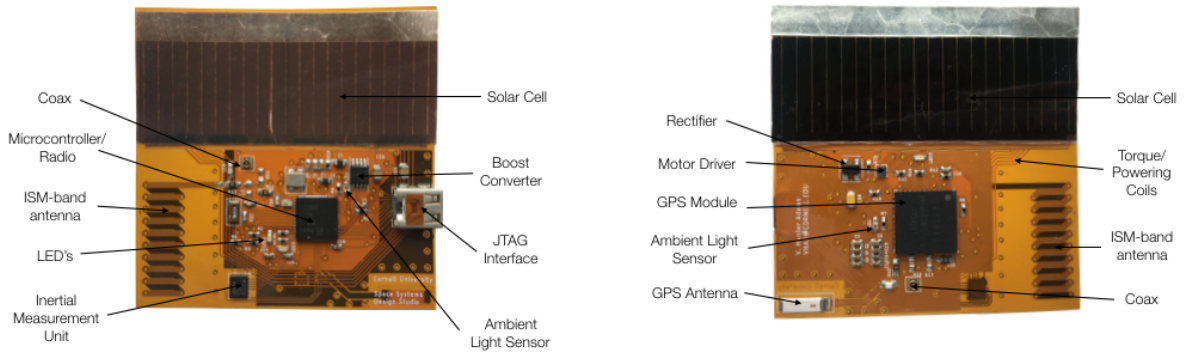 Coax
Microcontroller/
Radio
ISM-band
antenna
LED's
Inertial
Measurement
Unit
Solar Cell
Boost
Converter
JTAG
Interface
Ambient
Light Sensor
Cornell University
Space Systems
Design Studio
Rectifier
Motor Driver
GPS Module
Ambient Light
Sensor
GPS Antenna
Solar Cell
Torque/
Powering
Coils
ISM-band
antenna
Coax
V. Hunter Adams